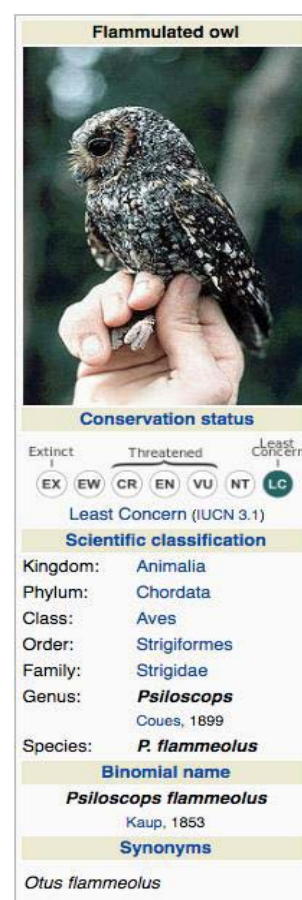 Flammulated owl
Conservation status
Extinct Threatened Least Concern
EX EW CR EN VU NT LC
Least Concern (IUCN 3.1)
Scientific classification
Kingdom: Animalia
Phylum: Chordata
Class: Aves
Order: Strigiformes
Family: Strigidae
Genus: Psiloscops
Coues, 1899
Species: P. flammeolus
Binomial name
Psiloscops flammeolus
Kaup, 1853
Synonyms
Otus flammeolus